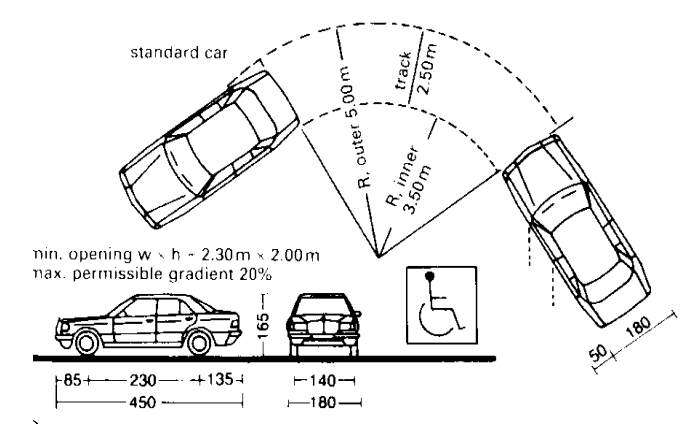 standard car
track
2.50m
R, outer 5.00m
R, inner
3.50m
min. opening w × h - 2.30m × 2.00m
max. permissible gradient 20%
165
85
230
135
450
140
180
50
180